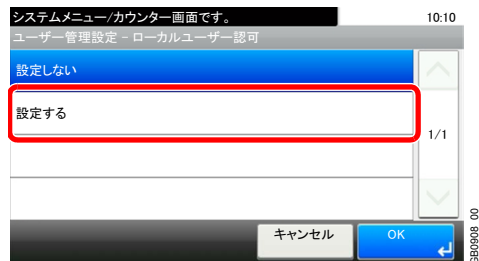 システムメニュー/カウンター画面です。
10:10
ユーザー管理設定 - ローカルユーザー認可
設定しない
設定する
1/1
キャンセル
OK
GB0908 00